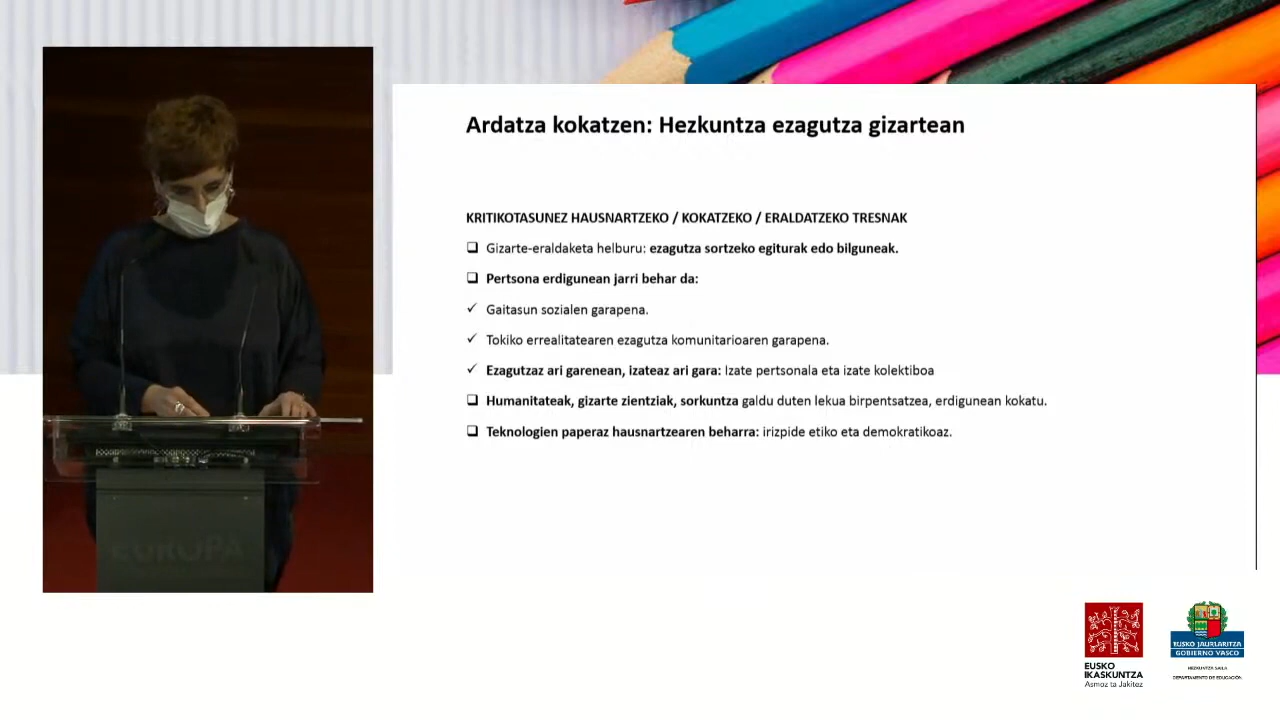 Ardatza kokatzen: Hezkuntza ezagutza gizartean
KRITIKOTASUNEZ HAUSNARTZEKO / KOKATZEKO / ERALDATZEKO TRESNAK
❑ Gizarte-eraldaketa helburu: ezagutza sortzeko egiturak edo bilguneak.
❑ Pertsona erdigunean jarri behar da:
✓ Gaitasun sozialen garapena.
✓ Tokiko errealitatearen ezagutza komunitarioaren garapena.
✓ Ezagutzaz ari garenean, izateaz ari gara: Izate pertsonala eta izate kolektiboa
❑ Humanitateak, gizarte zientziak, sorkuntza galdu duten lekua birpentsatzea, erdigunean kokatu.
❑ Teknologien paperaz hausnartzearen beharra: irizpide etiko eta demokratikoaz.
EUROPA
EUSKO
IKASKUNTZA
Asmoz ta Jakitez
EUSKO JAURLARITZA
GOBIERNO VASCO
HEZKUNTZA SAILA
DEPARTAMENTO DE EDUCACIÓN